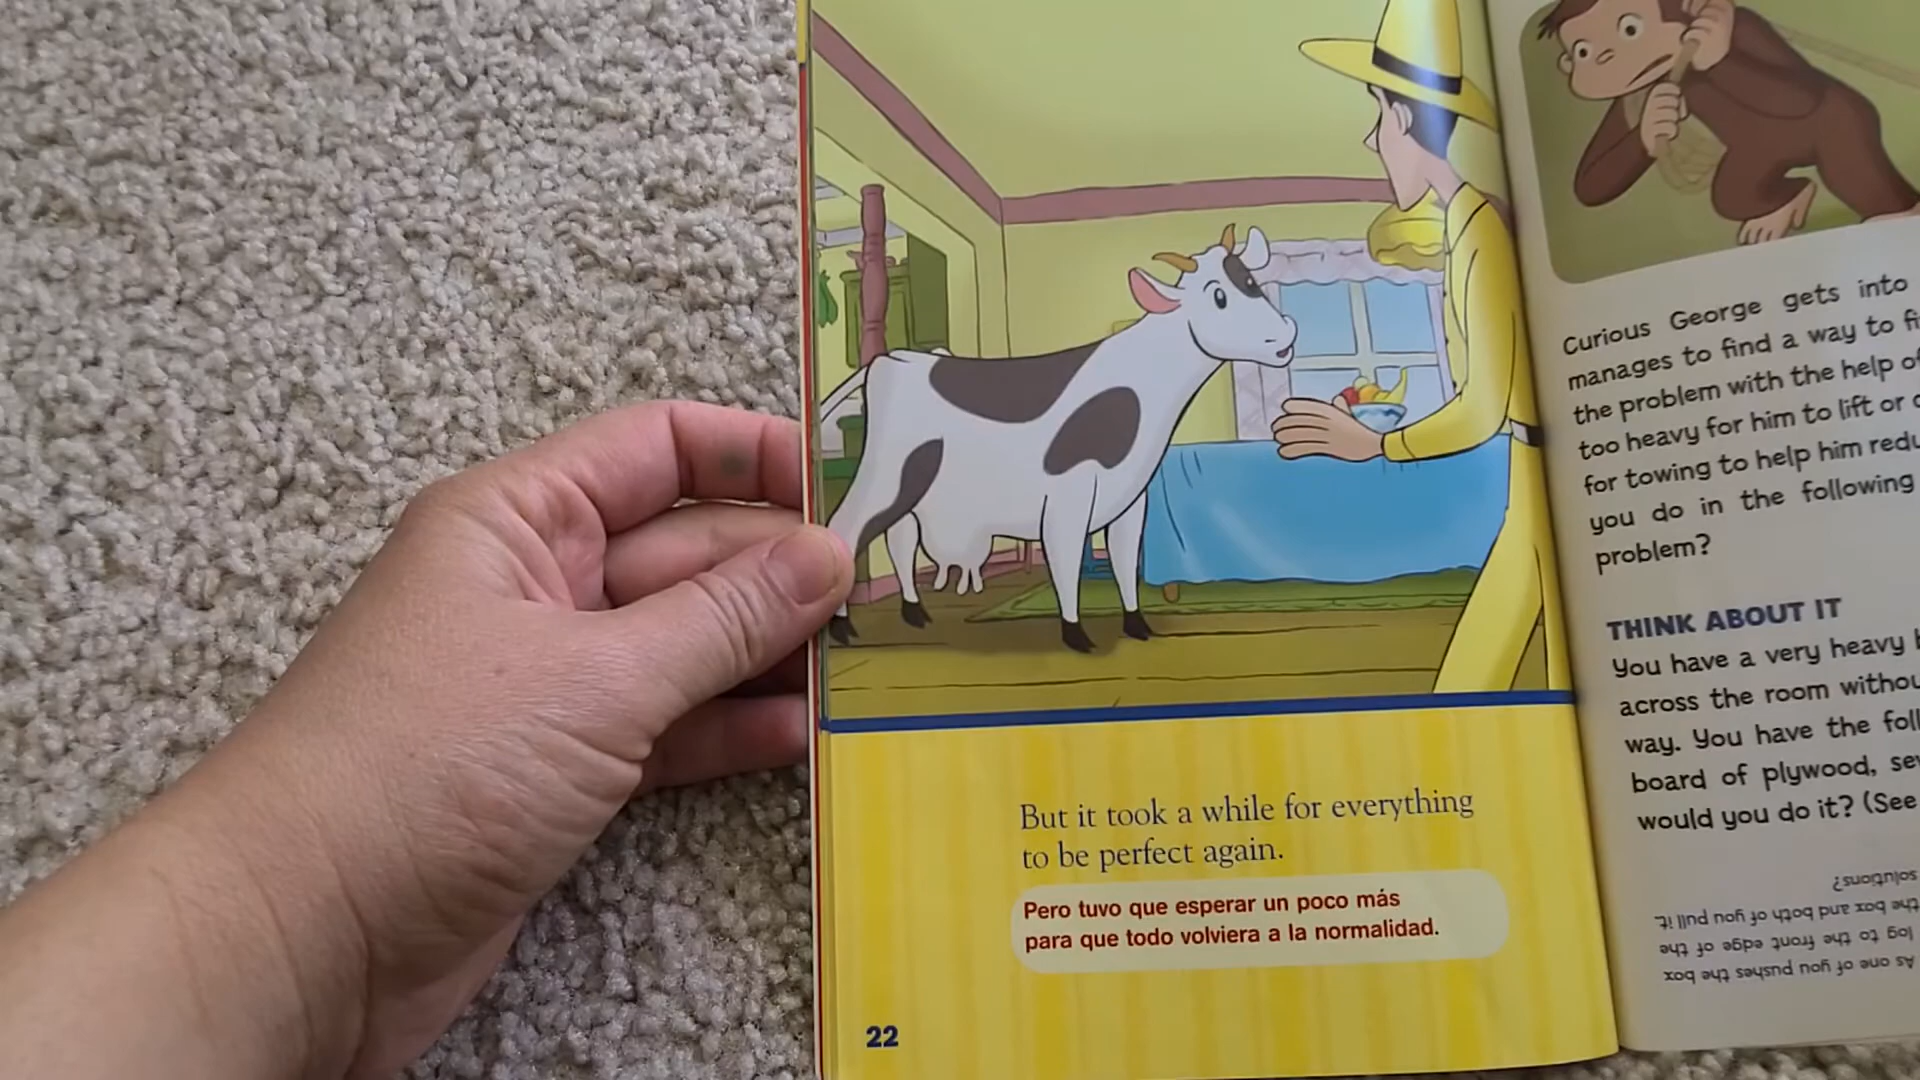 But it took a while for everything
to be perfect again.
Pero tuvo que esperar un poco más
para que todo volviera a la normalidad.
22
Curious George gets into
manages to find a way to
the problem with the help
too heavy for him to lift or
for towing to help him
you do in the following
problem?
THINK ABOUT IT
You have a very heavy
across the room
way. You have the
board of plywood,
would you do it? (See
As one of you pushes the box
log to the front edge of the
the box and both of you pull it.
solutions?